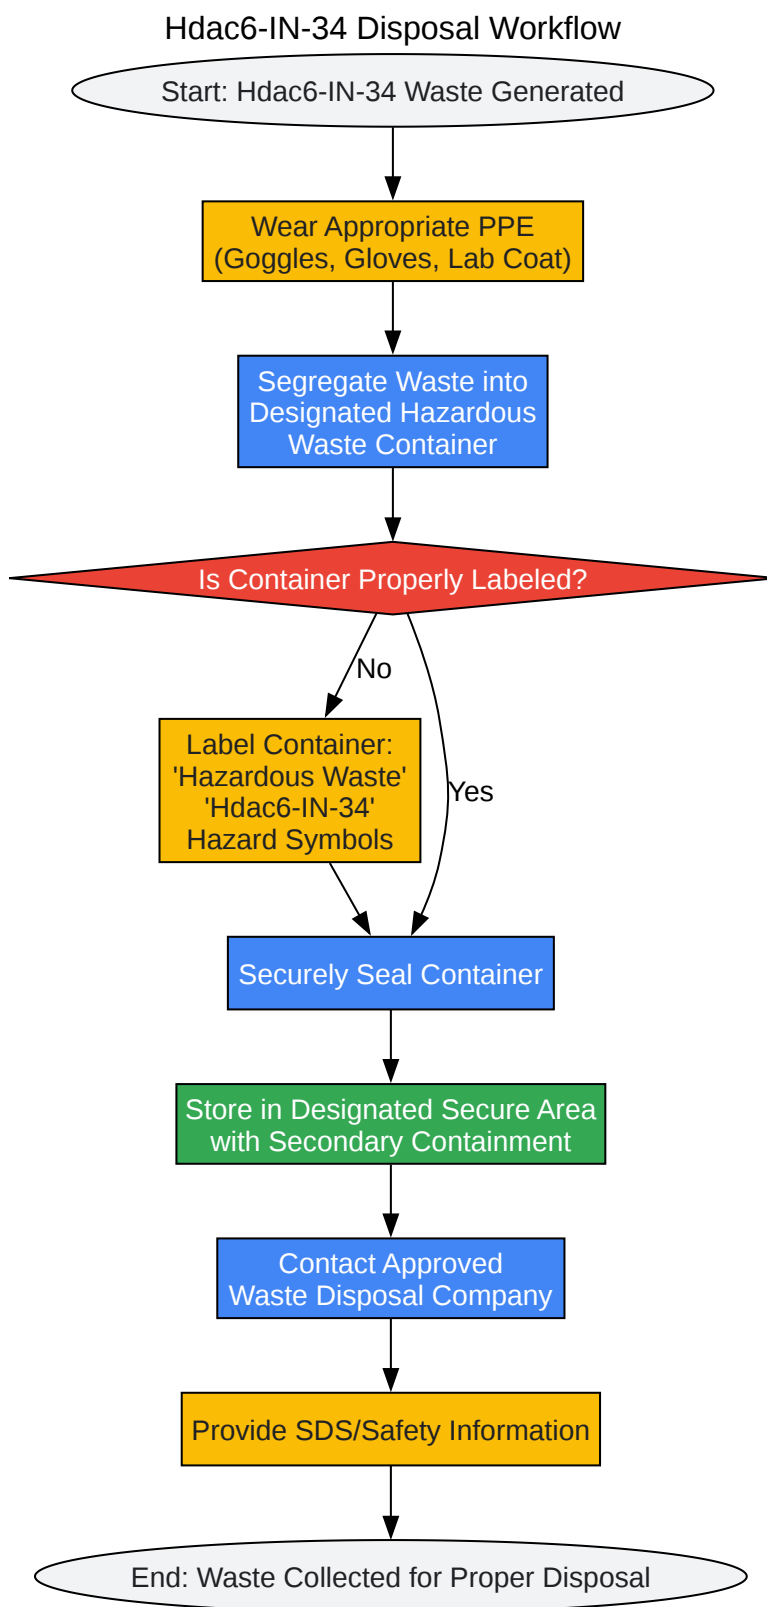 Hdac6-IN-34 Disposal Workflow
Start: Hdac6-IN-34 Waste Generated
Wear Appropriate PPE
(Goggles, Gloves, Lab Coat)
Segregate Waste into
Designated Hazardous
Waste Container
Is Container Properly Labeled?
No
Label Container:
'Hazardous Waste'
'Hdac6-IN-34'
Hazard Symbols
Yes
Securely Seal Container
Store in Designated Secure Area
with Secondary Containment
Contact Approved
Waste Disposal Company
Provide SDS/Safety Information
End: Waste Collected for Proper Disposal